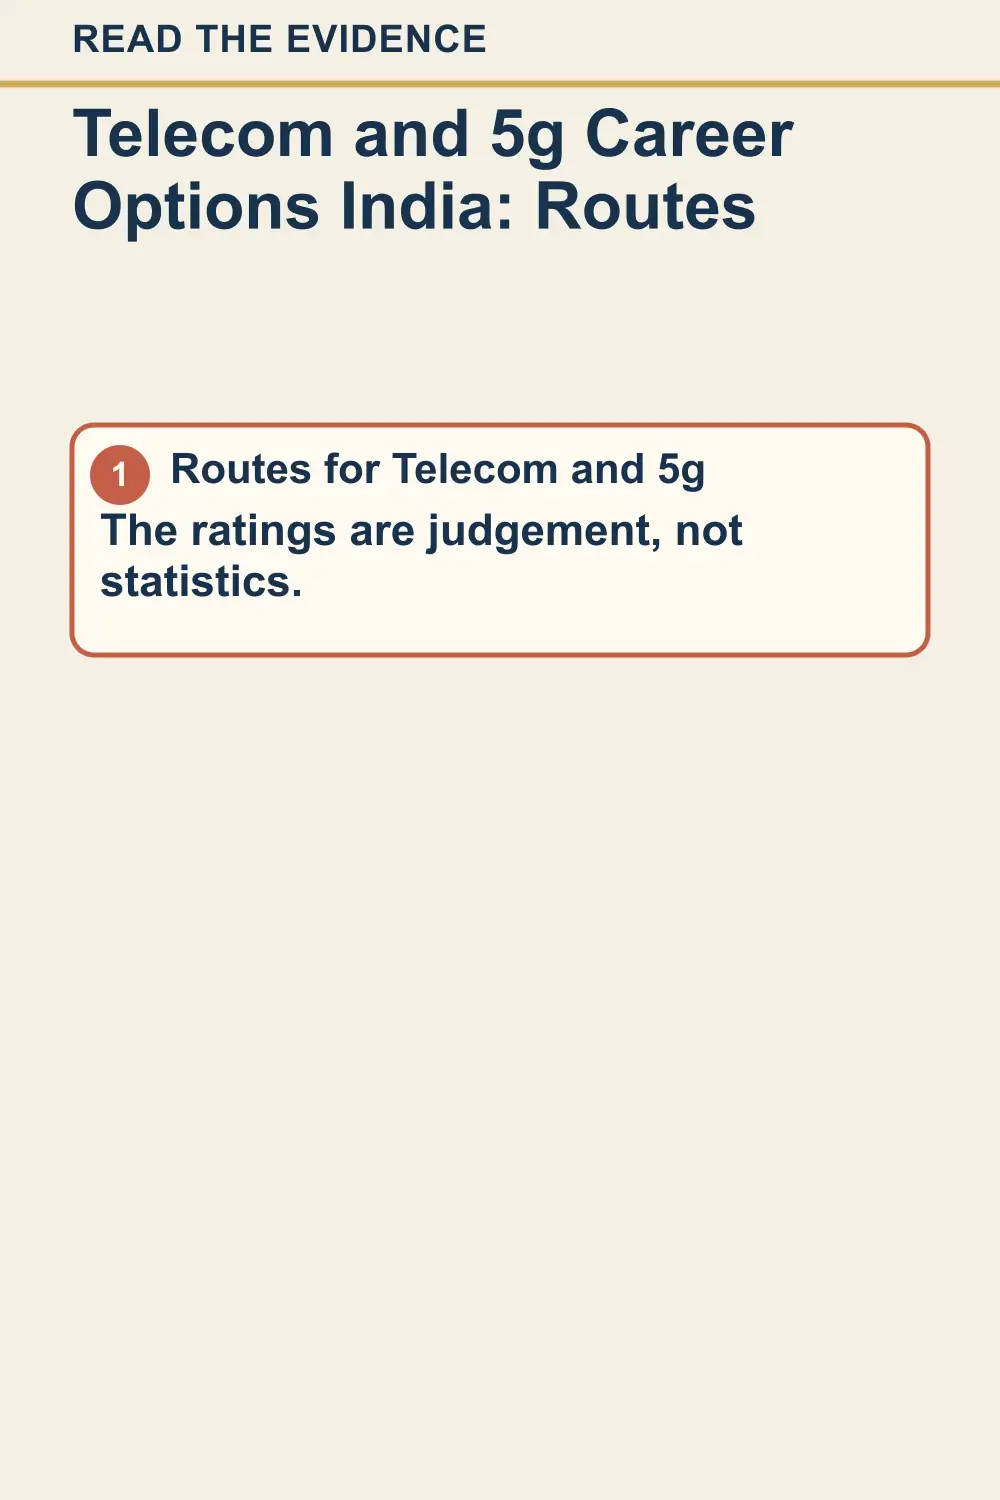 READ THE EVIDENCE
Telecom and 5g Career
Options India: Routes
1 Routes for Telecom and 5g
The ratings are judgement, not
statistics.